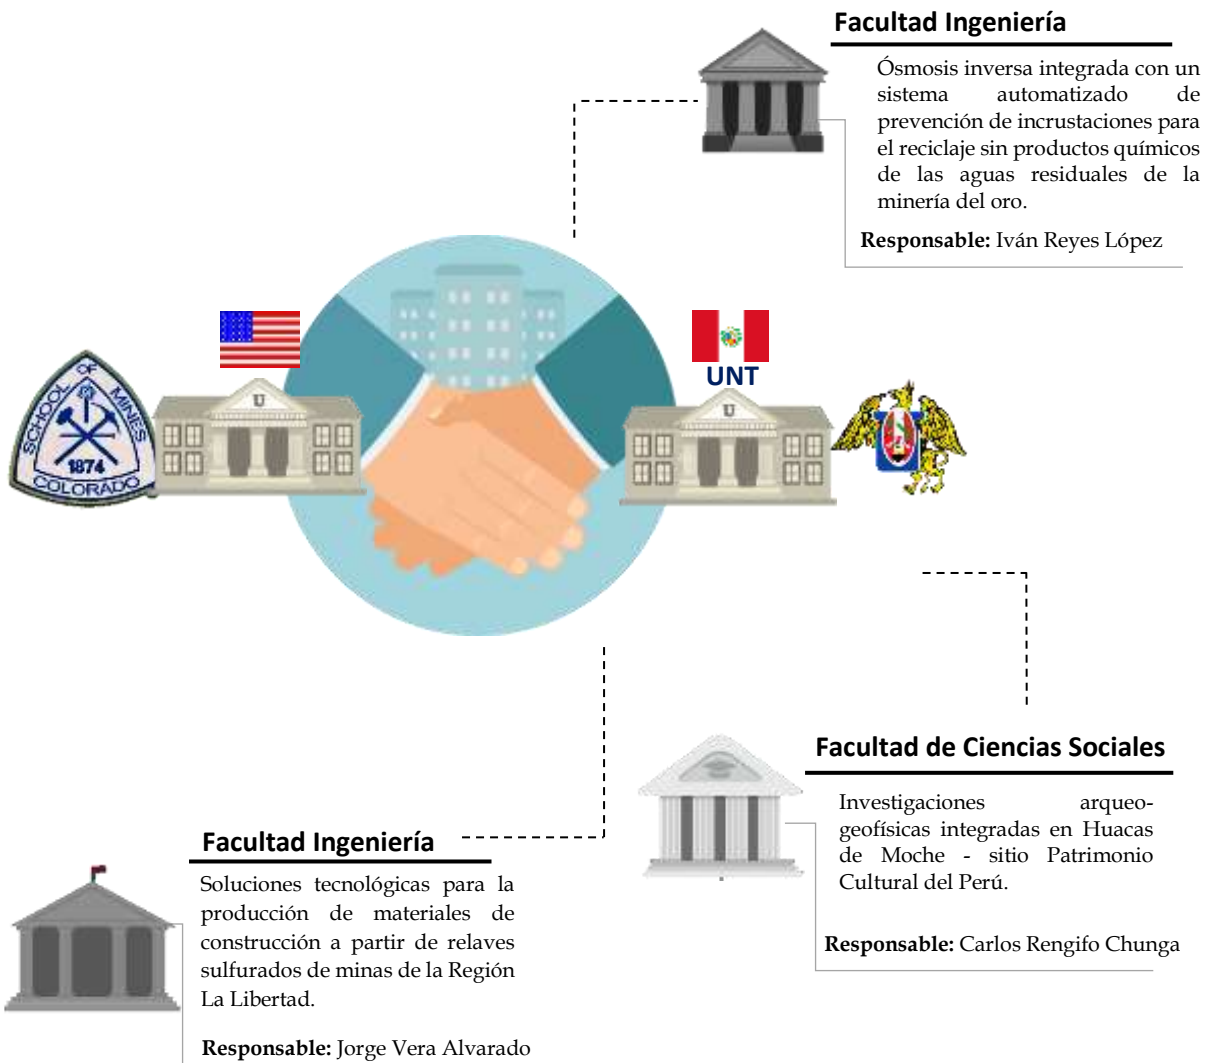 Facultad Ingeniería
Ósmosis inversa integrada con un
sistema automatizado de
prevención de incrustaciones para
el reciclaje sin productos químicos
de las aguas residuales de la
minería del oro.
Responsable: Iván Reyes López
SCHOOL OF MINES
1874
COLORADO
U
UNT
U
Facultad de Ciencias Sociales
Investigaciones arqueo-
geofísicas integradas en Huacas
de Moche - sitio Patrimonio
Cultural del Perú.
Responsable: Carlos Rengifo Chunga
Facultad Ingeniería
Soluciones tecnológicas para la
producción de materiales de
construcción a partir de relaves
sulfurados de minas de la Región
La Libertad.
Responsable: Jorge Vera Alvarado